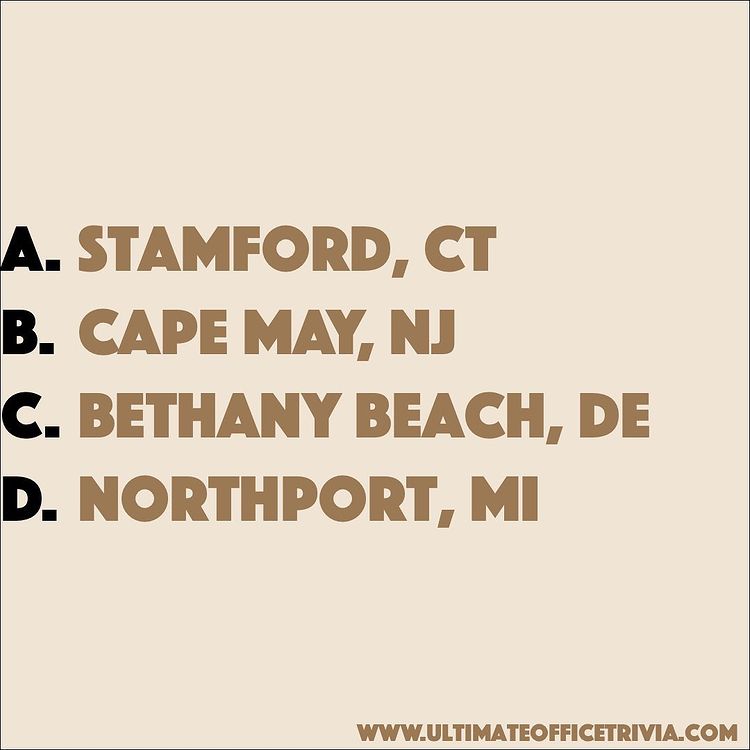 A. STAMFORD, CT
B. CAPE MAY, NJ
C. BETHANY BEACH, DE
D. NORTHPORT, MI
WWW.ULTIMATEOFFICETRIVIA.COM